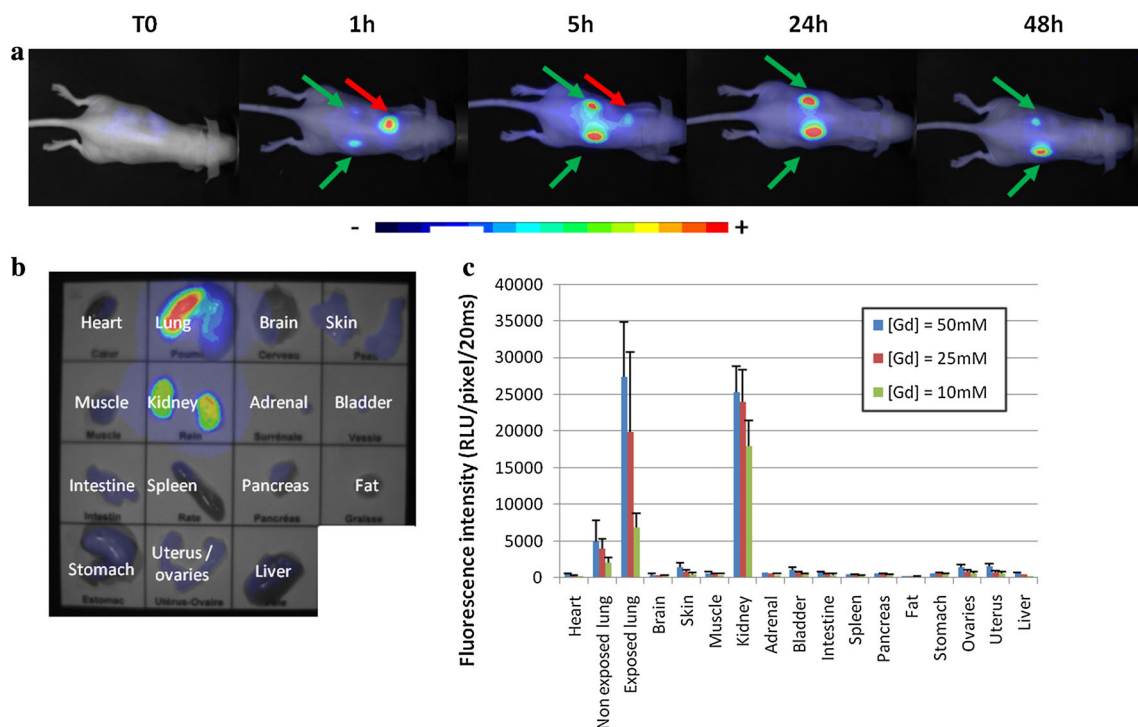 T0 1h 5h 24h 48h
a
- +
b
Heart Lung Brain Skin
Cœur Poumon Cerveau Peau
Muscle Kidney Adrenal Bladder
Muscle Rein Surrénale Vessie
Intestine Spleen Pancreas Fat
Intestin Rate Pancréas Graisse
Stomach Uterus / ovaries Liver
Estomac Utérus-Ovaire
c
Fluorescence intensity (RLU/pixel/20ms)
40000
35000
30000
25000
20000
15000
10000
5000
0
[Gd] = 50mM
[Gd] = 25mM
[Gd] = 10mM
Heart
Non exposed lung
Exposed lung
Brain
Skin
Muscle
Kidney
Adrenal
Bladder
Intestine
Spleen
Pancreas
Fat
Stomach
Ovaries
Uterus
Liver